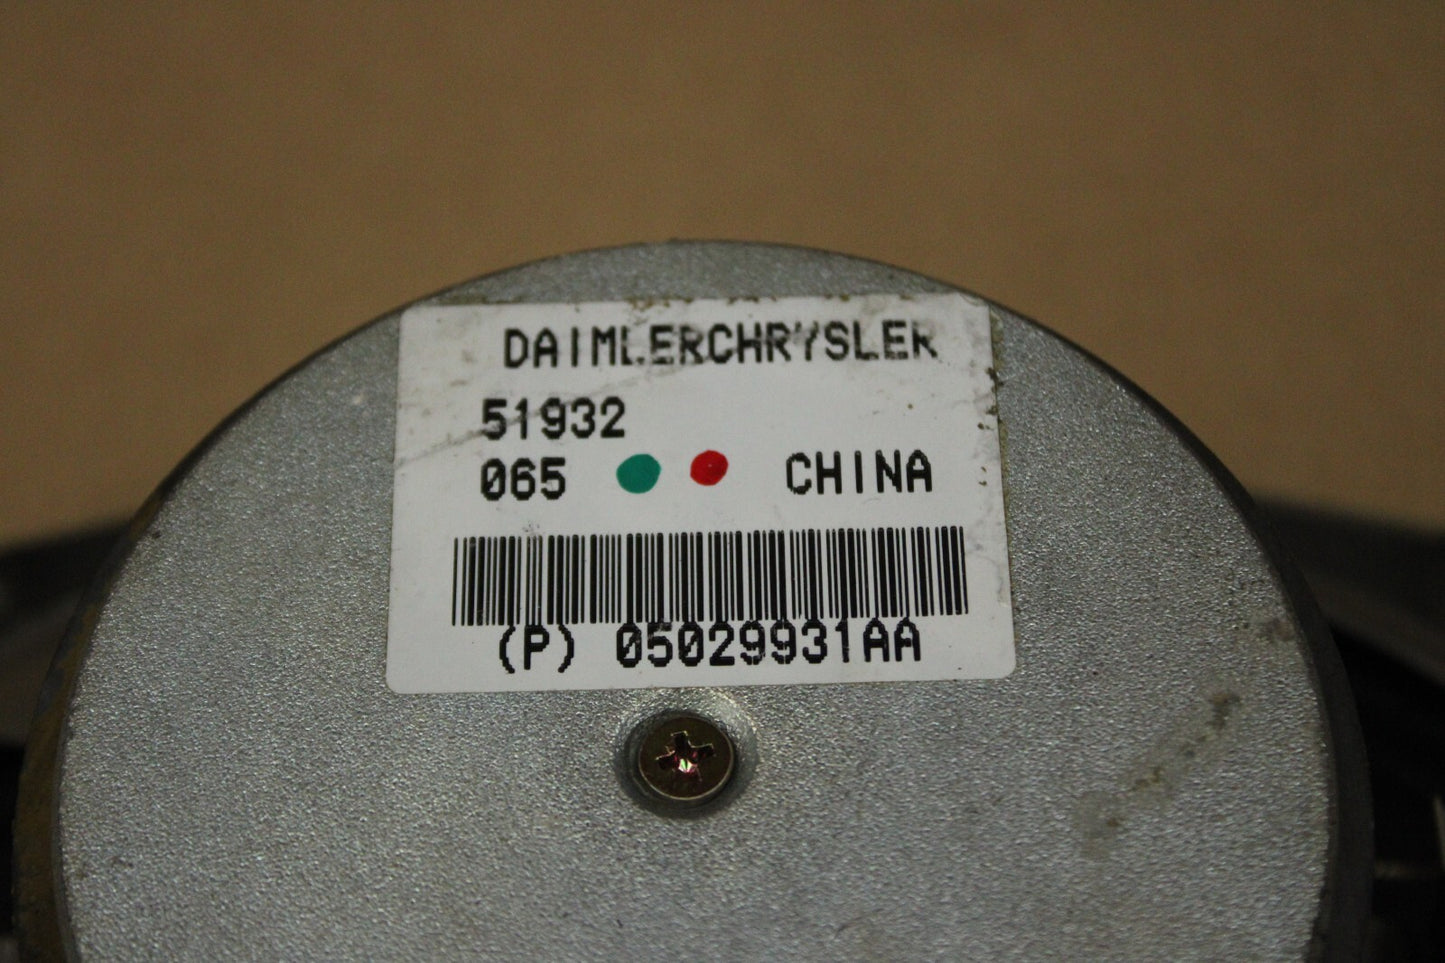 DAIMLERCHRYSLER
51932
065 CHINA
(P) 05029931AA